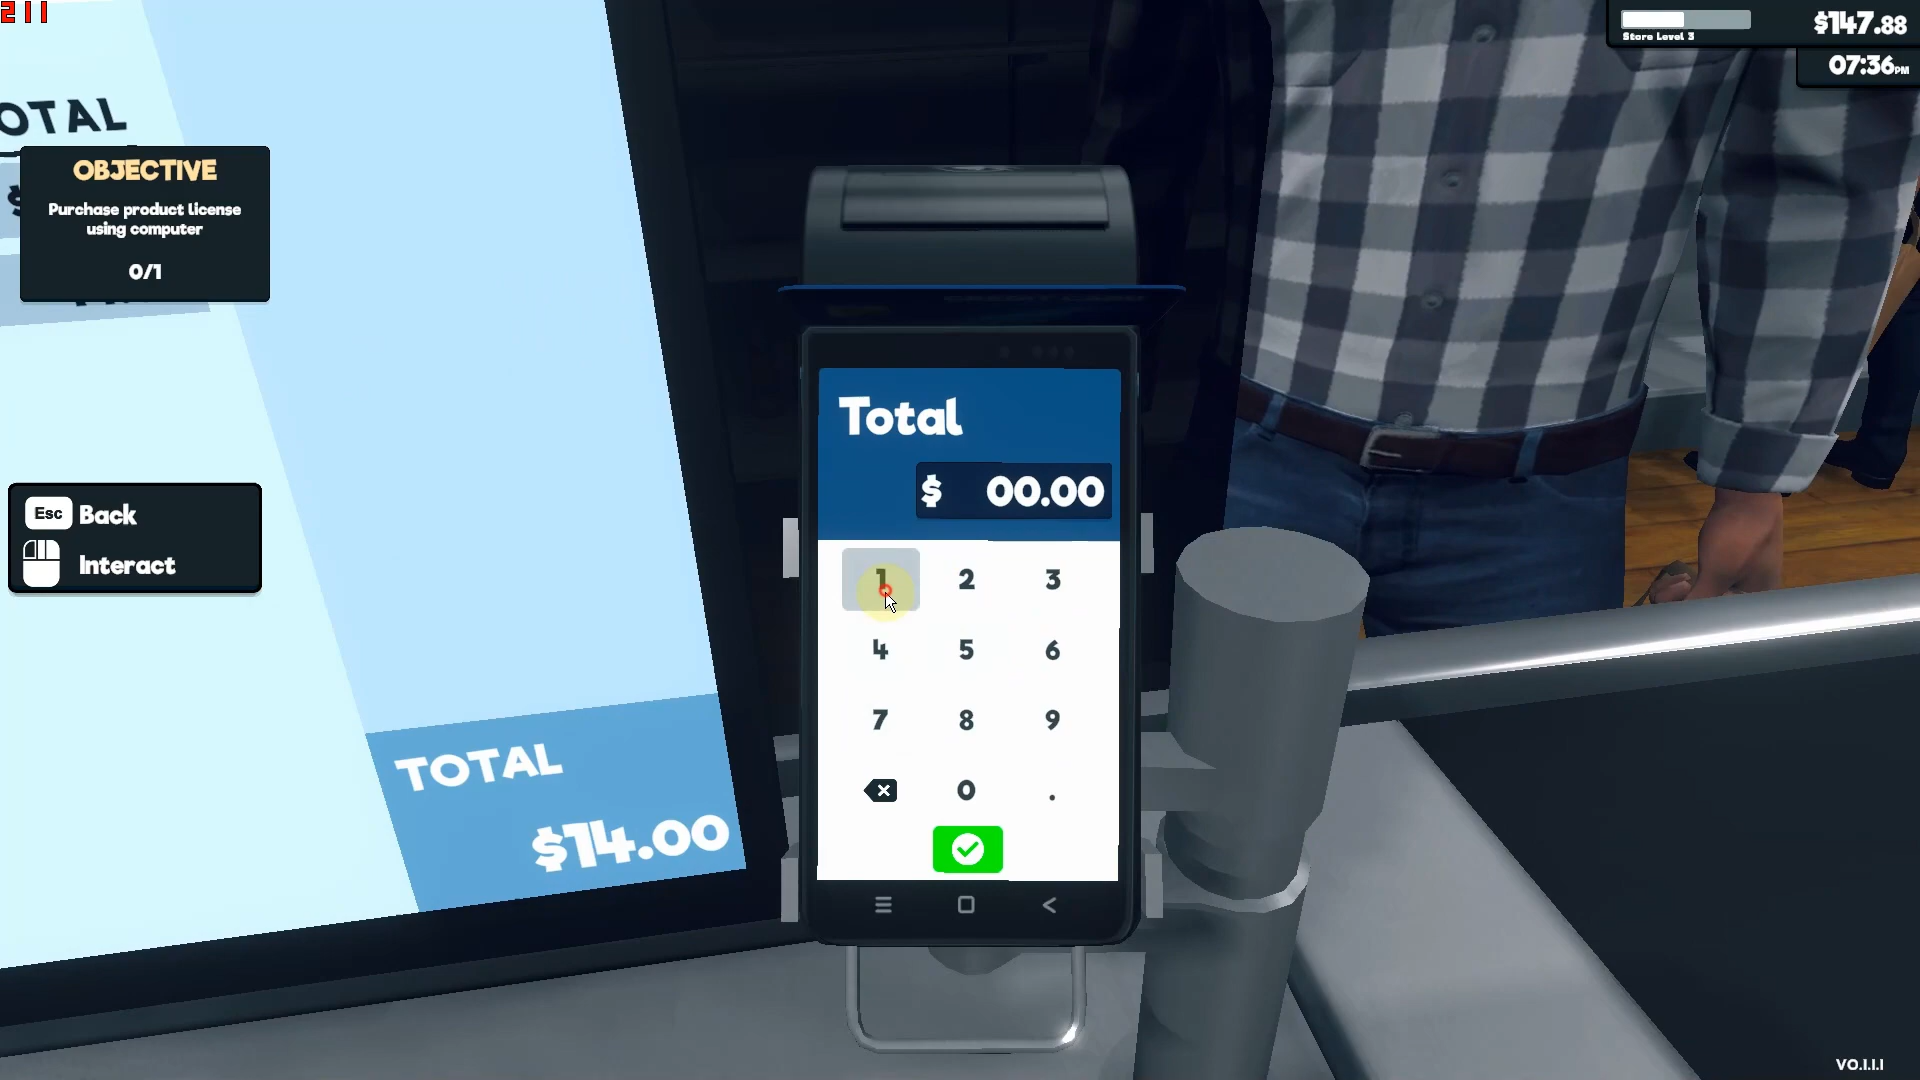 211
$147.88
Store Level 3
07:36PM
OTAL
OBJECTIVE
Purchase product license
using computer
0/1
Total
$ 00.00
Esc Back
Interact
1 2 3
4 5 6
7 8 9
0 .
TOTAL
$14.00
V0.1.1.1